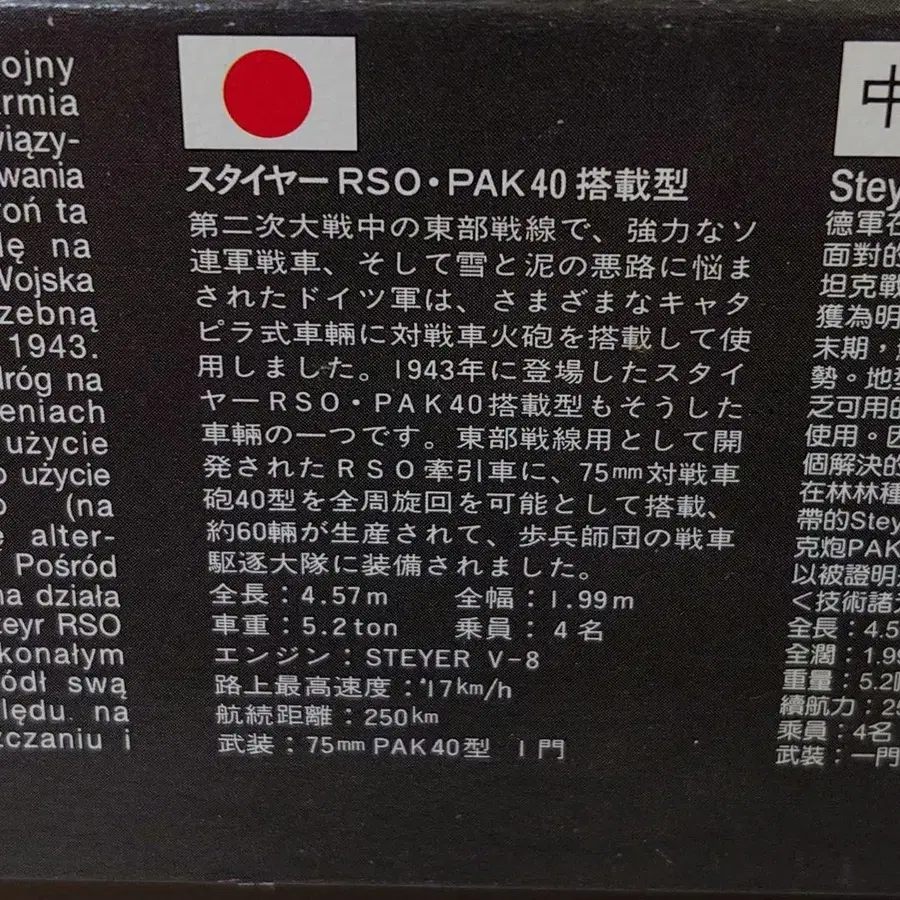 ojny
rmia
wiązy-
wania
roń ta
lę na
Wojska
zebną
1943.
dróg na
eniach
użycie
o użycie
o (na
ę alter-
Pośród
na działa
teyr RSO
konałym
ódł swą
lędu. na
zczaniu i
スタイヤーRSO・PAK40搭載型
第二次大戦中の東部戦線で、強力なソ
連軍戦車、そして雪と泥の悪路に悩ま
されたドイツ軍は、さまざまなキャタ
ピラ式車輛に対戦車火砲を搭載して使
用しました。1943年に登場したスタイ
ヤーRSO・PAK40搭載型もそうした
車輛の一つです。東部戦線用として開
発されたRSO牽引車に、75mm対戦車
砲40型を全周旋回を可能として搭載、
約60輛が生産されて、歩兵師団の戦車
駆逐大隊に装備されました。
全長：4.57m 全幅：1.99m
車重：5.2ton 乗員：4名
エンジン：STEYER V-8
路上最高速度：17km/h
航続距離：250km
武装：75mm PAK40型 1門
中
Stey
德軍在
面對的
坦克戰
獲為明
末期，
勢。地型
乏可用的
使用。因
個解決的
在林林種
帶的Stey
克炮PAK
以被證明
＜技術諸元
全長：4.5
全濶：1.99
重量：5.2噸
續航力：25
乘員：4名
武裝：一門